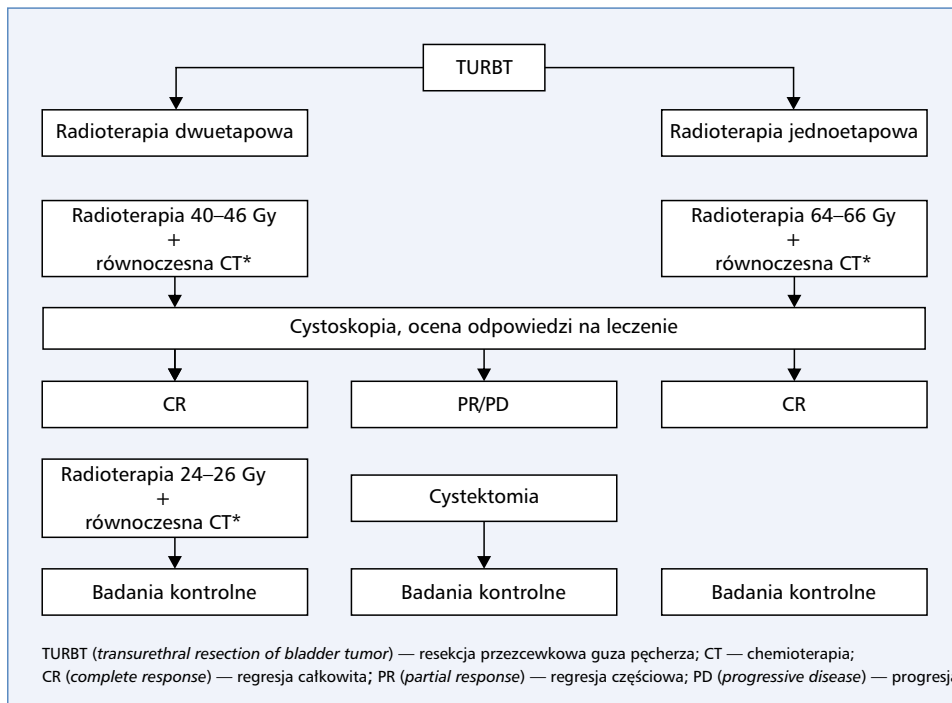 TURBT
Radioterapia dwuetapowa
Radioterapia jednoetapowa
Radioterapia 40–46 Gy
+
równoczesna CT*
Radioterapia 64–66 Gy
+
równoczesna CT*
Cystoskopia, ocena odpowiedzi na leczenie
CR
PR/PD
CR
Radioterapia 24–26 Gy
+
równoczesna CT*
Cystektomia
Badania kontrolne
Badania kontrolne
Badania kontrolne
TURBT (transurethral resection of bladder tumor) — resekcja przezcewkowa guza pęcherza; CT — chemioterapia;
CR (complete response) — regresja całkowita; PR (partial response) — regresja częściowa; PD (progressive disease) — progresja